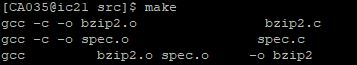 [CA035@ic21 src]$ make
gcc -c -o bzip2.o bzip2.c
gcc -c -o spec.o spec.c
gcc bzip2.o spec.o -o bzip2